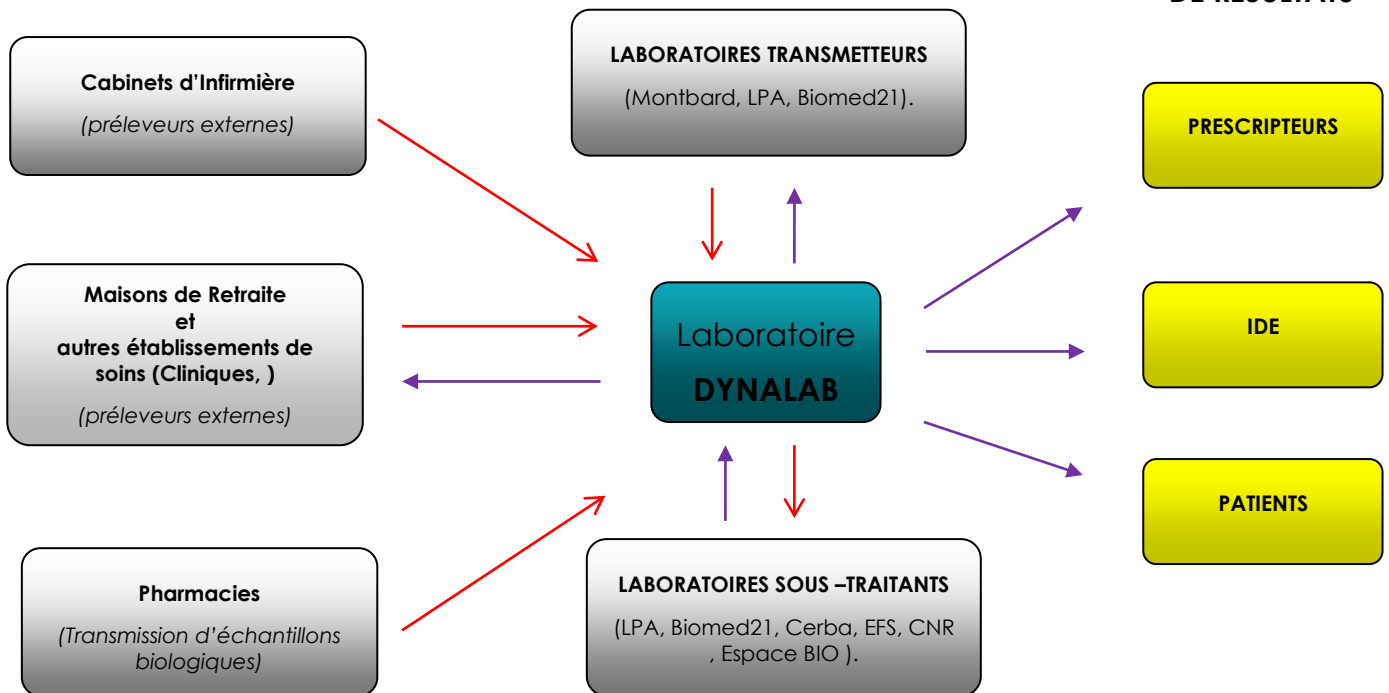 DE RESULTATS
Cabinets d’Infirmière
(préleveurs externes)
LABORATOIRES TRANSMETTEURS
(Montbard, LPA, Biomed21).
PRESCRIPTEURS
Maisons de Retraite
et
autres établissements de
soins (Cliniques, )
(préleveurs externes)
Laboratoire
DYNALAB
IDE
Pharmacies
(Transmission d’échantillons
biologiques)
LABORATOIRES SOUS –TRAITANTS
(LPA, Biomed21, Cerba, EFS, CNR
, Espace BIO ).
PATIENTS